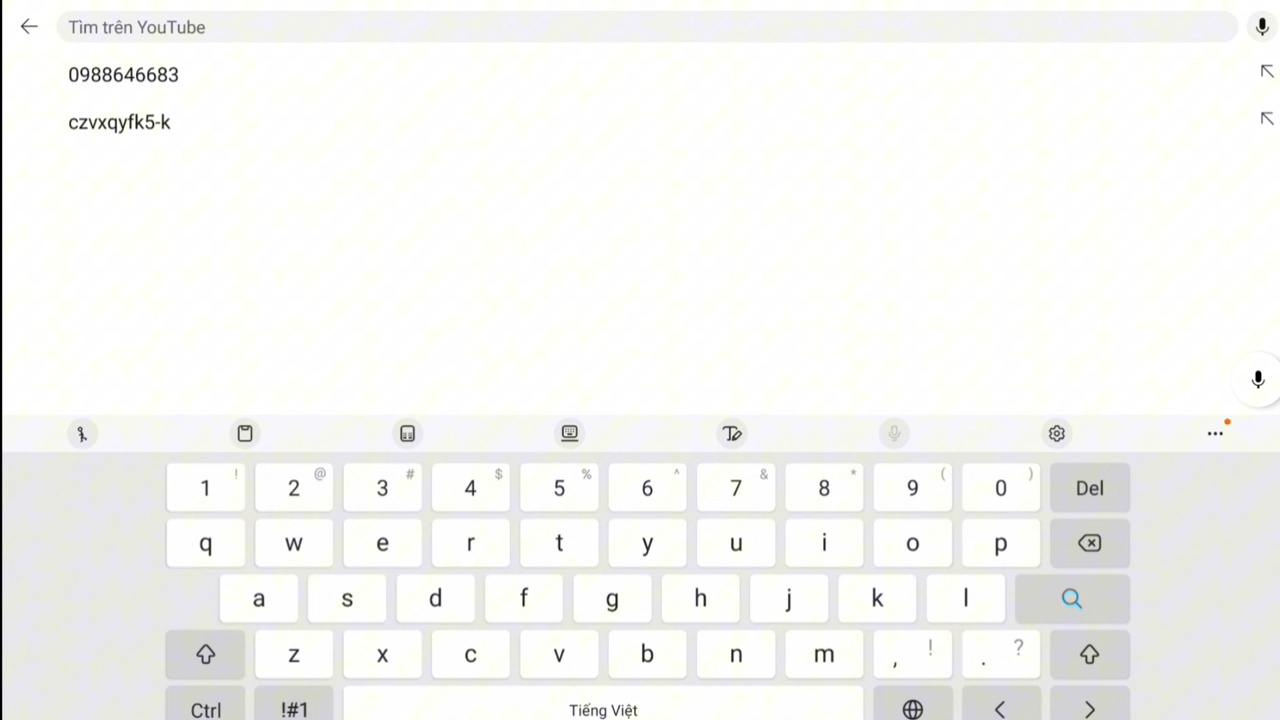 Tìm trên YouTube
0988646683
czvxqyfk5-k
1 ! 2 @ 3 # 4 $ 5 % 6 ^ 7 & 8 * 9 ( 0 ) Del
q w e r t y u i o p
a s d f g h j k l
z x c v b n m , ! . ?
Ctrl !#1 Tiếng Việt < >